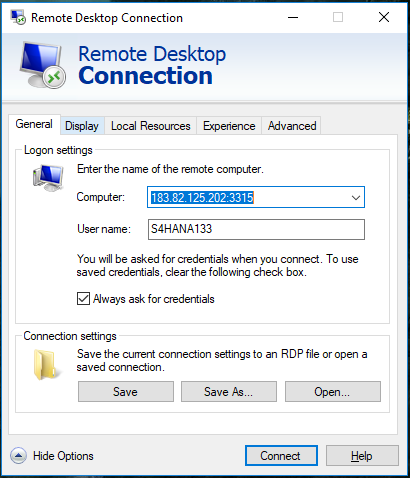 Remote Desktop Connection
Remote Desktop
Connection
General Display Local Resources Experience Advanced
Logon settings
Enter the name of the remote computer.
Computer: 183.82.125.202:3315
User name: S4HANA133
You will be asked for credentials when you connect. To use
saved credentials, clear the following check box.
Always ask for credentials
Connection settings
Save the current connection settings to an RDP file or open a
saved connection.
Save Save As... Open...
Hide Options Connect Help